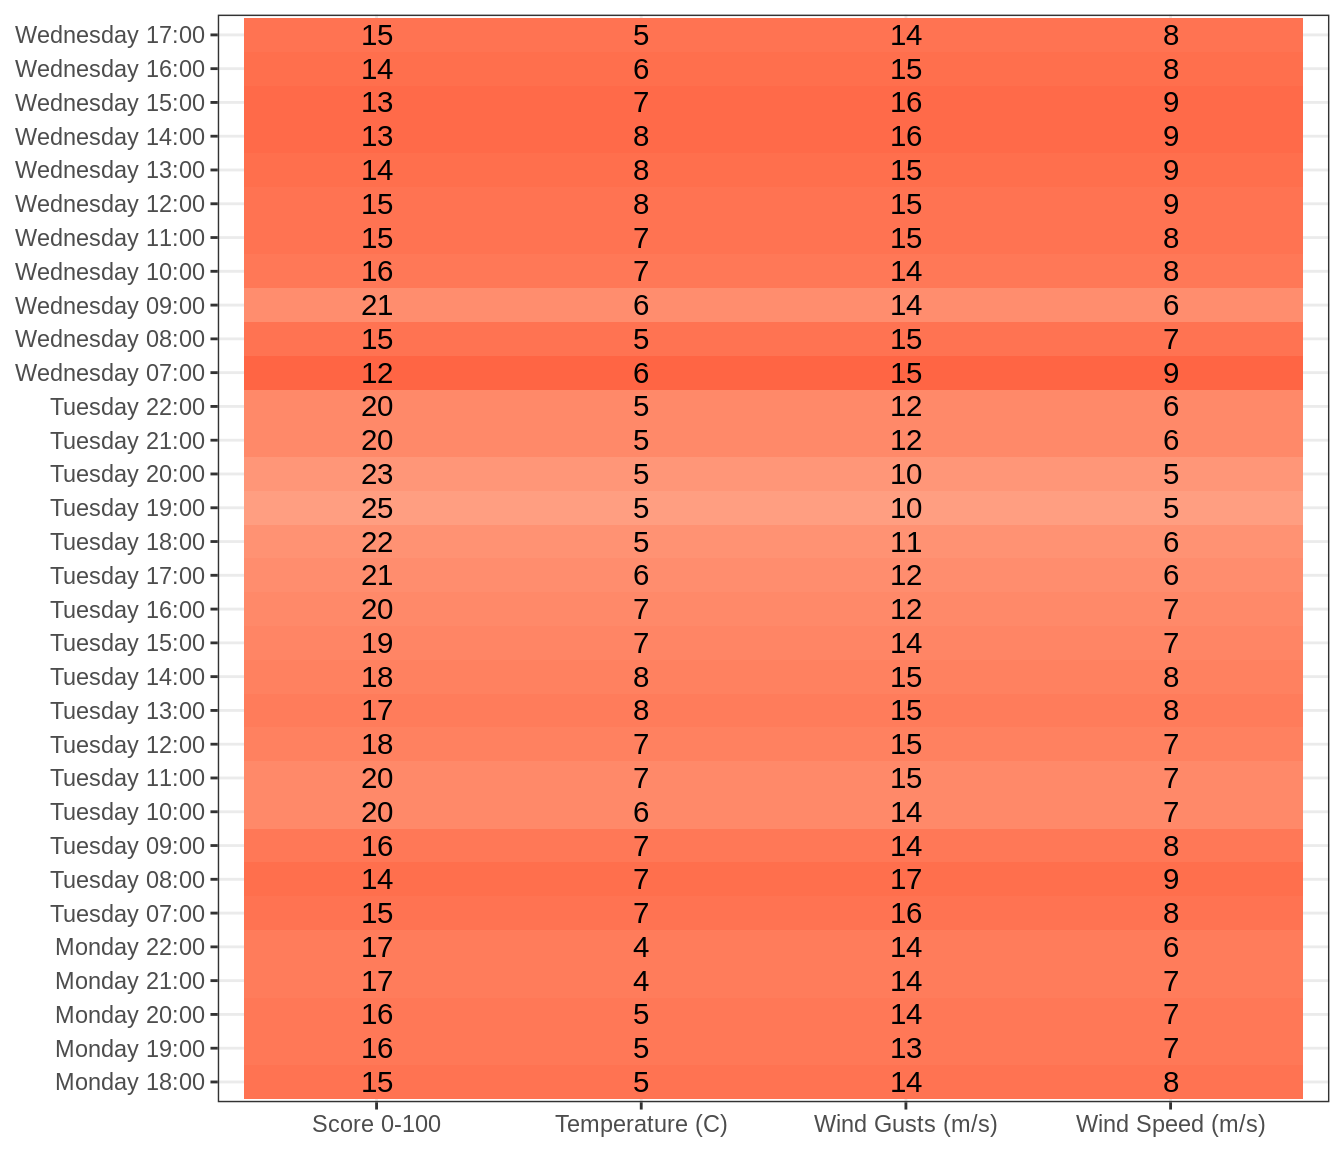 Wednesday 17:00 15 5 14 8
Wednesday 16:00 14 6 15 8
Wednesday 15:00 13 7 16 9
Wednesday 14:00 13 8 16 9
Wednesday 13:00 14 8 15 9
Wednesday 12:00 15 8 15 9
Wednesday 11:00 15 7 15 8
Wednesday 10:00 16 7 14 8
Wednesday 09:00 21 6 14 6
Wednesday 08:00 15 5 15 7
Wednesday 07:00 12 6 15 9
Tuesday 22:00 20 5 12 6
Tuesday 21:00 20 5 12 6
Tuesday 20:00 23 5 10 5
Tuesday 19:00 25 5 10 5
Tuesday 18:00 22 5 11 6
Tuesday 17:00 21 6 12 6
Tuesday 16:00 20 7 12 7
Tuesday 15:00 19 7 14 7
Tuesday 14:00 18 8 15 8
Tuesday 13:00 17 8 15 8
Tuesday 12:00 18 7 15 7
Tuesday 11:00 20 7 15 7
Tuesday 10:00 20 6 14 7
Tuesday 09:00 16 7 14 8
Tuesday 08:00 14 7 17 9
Tuesday 07:00 15 7 16 8
Monday 22:00 17 4 14 6
Monday 21:00 17 4 14 7
Monday 20:00 16 5 14 7
Monday 19:00 16 5 13 7
Monday 18:00 15 5 14 8
Score 0-100 Temperature (C) Wind Gusts (m/s) Wind Speed (m/s)